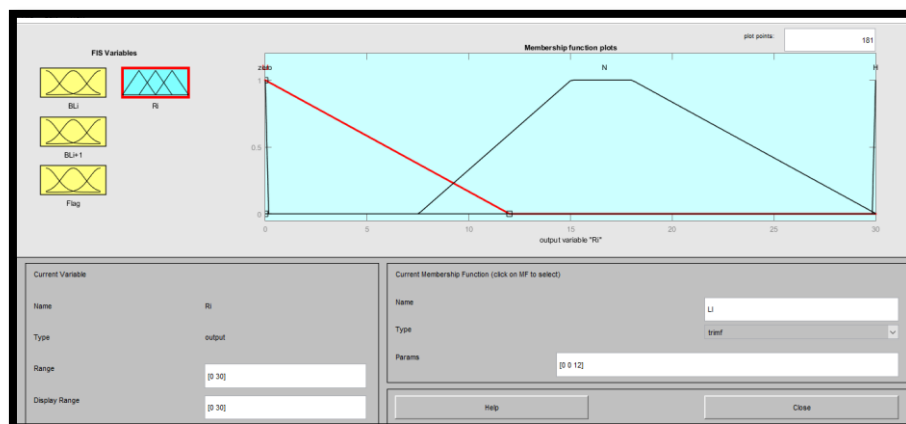 FIS Variables
Membership function plots
plot points:
181
BLi
Ri
BLi+1
Flag
N
H
1
0.5
0
0
5
10
15
20
25
30
output variable "Ri"
Current Variable
Name
Ri
Type
output
Range
[0 30]
Display Range
[0 30]
Current Membership Function (click on MF to select)
Name
Type
trimf
Params
[0 0 12]
Help
Close